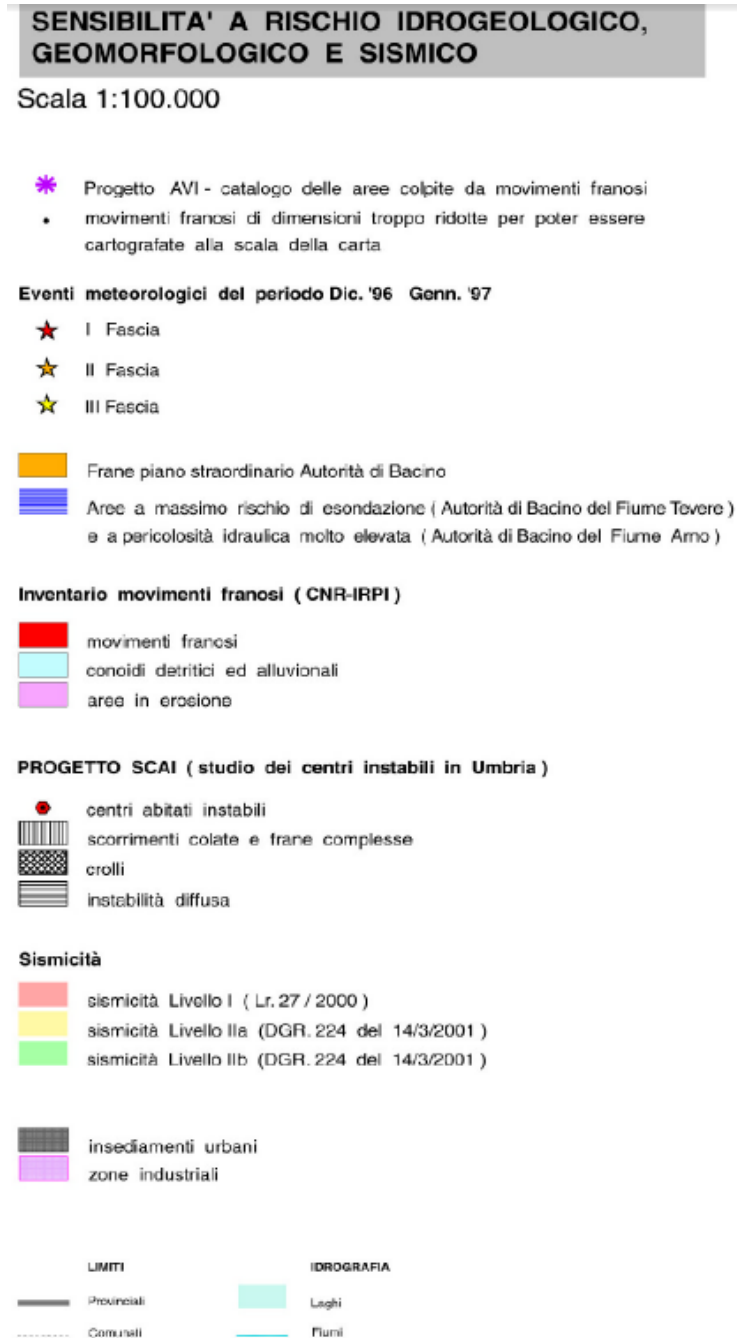 SENSIBILITA' A RISCHIO IDROGEOLOGICO,
GEOMORFOLOGICO E SISMICO
Scala 1:100.000
Progetto AVI - catalogo delle aree colpite da movimenti franosi
movimenti franosi di dimensioni troppo ridotte per poter essere
cartografate alla scala della carta
Eventi meteorologici del periodo Dic. '96 Genn. '97
I Fascia
II Fascia
III Fascia
Frane piano straordinario Autorità di Bacino
Aree a massimo rischio di esondazione ( Autorità di Bacino del Fiume Tevere )
e a pericolosità idraulica molto elevata ( Autorità di Bacino del Fiume Arno )
Inventario movimenti franosi ( CNR-IRPI )
movimenti franosi
conoidi detritici ed alluvionali
aree in erosione
PROGETTO SCAI ( studio dei centri instabili in Umbria )
centri abitati instabili
scorrimenti colate e frane complesse
crolli
instabilità diffusa
Sismicità
sismicità Livello I ( Lr. 27 / 2000 )
sismicità Livello IIa (DGR. 224 del 14/3/2001 )
sismicità Livello IIb (DGR. 224 del 14/3/2001 )
insediamenti urbani
zone industriali
LIMITI IDROGRAFIA
Provinciali Laghi
Comunali Fiumi